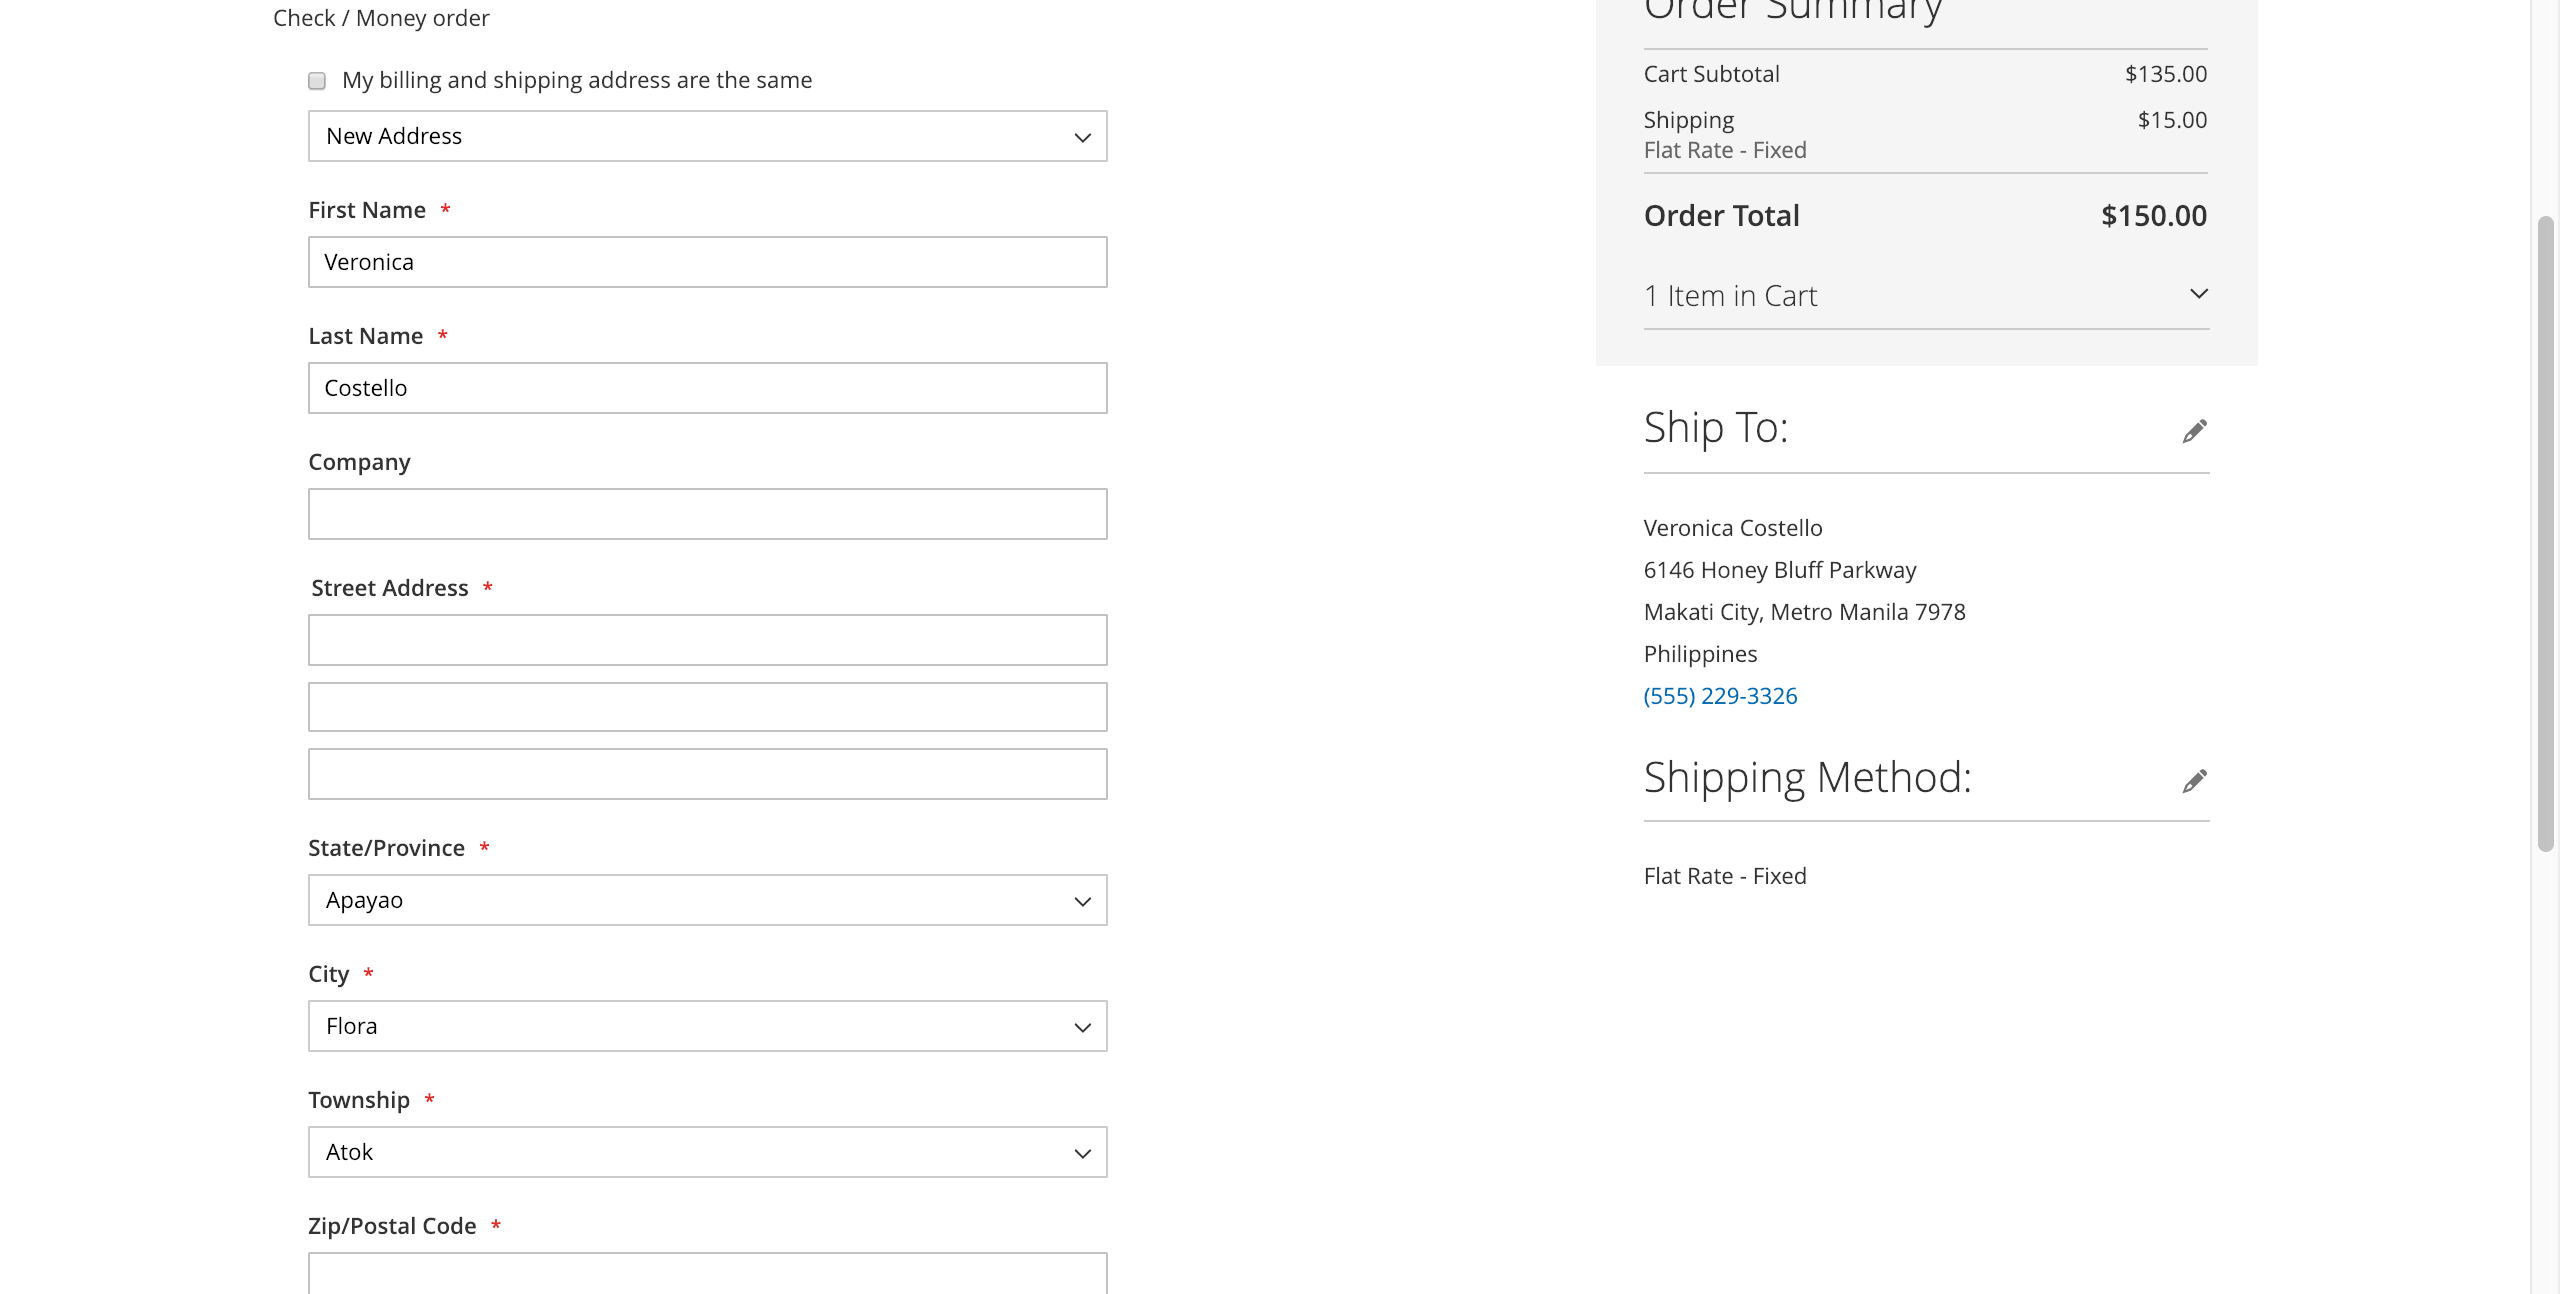 Check / Money order
My billing and shipping address are the same
New Address
First Name *
Veronica
Last Name *
Costello
Company
Street Address *
State/Province *
Apayao
City *
Flora
Township *
Atok
Zip/Postal Code *
Order Summary
Cart Subtotal $135.00
Shipping $15.00
Flat Rate - Fixed
Order Total $150.00
1 Item in Cart
Ship To:
Veronica Costello
6146 Honey Bluff Parkway
Makati City, Metro Manila 7978
Philippines
(555) 229-3326
Shipping Method:
Flat Rate - Fixed